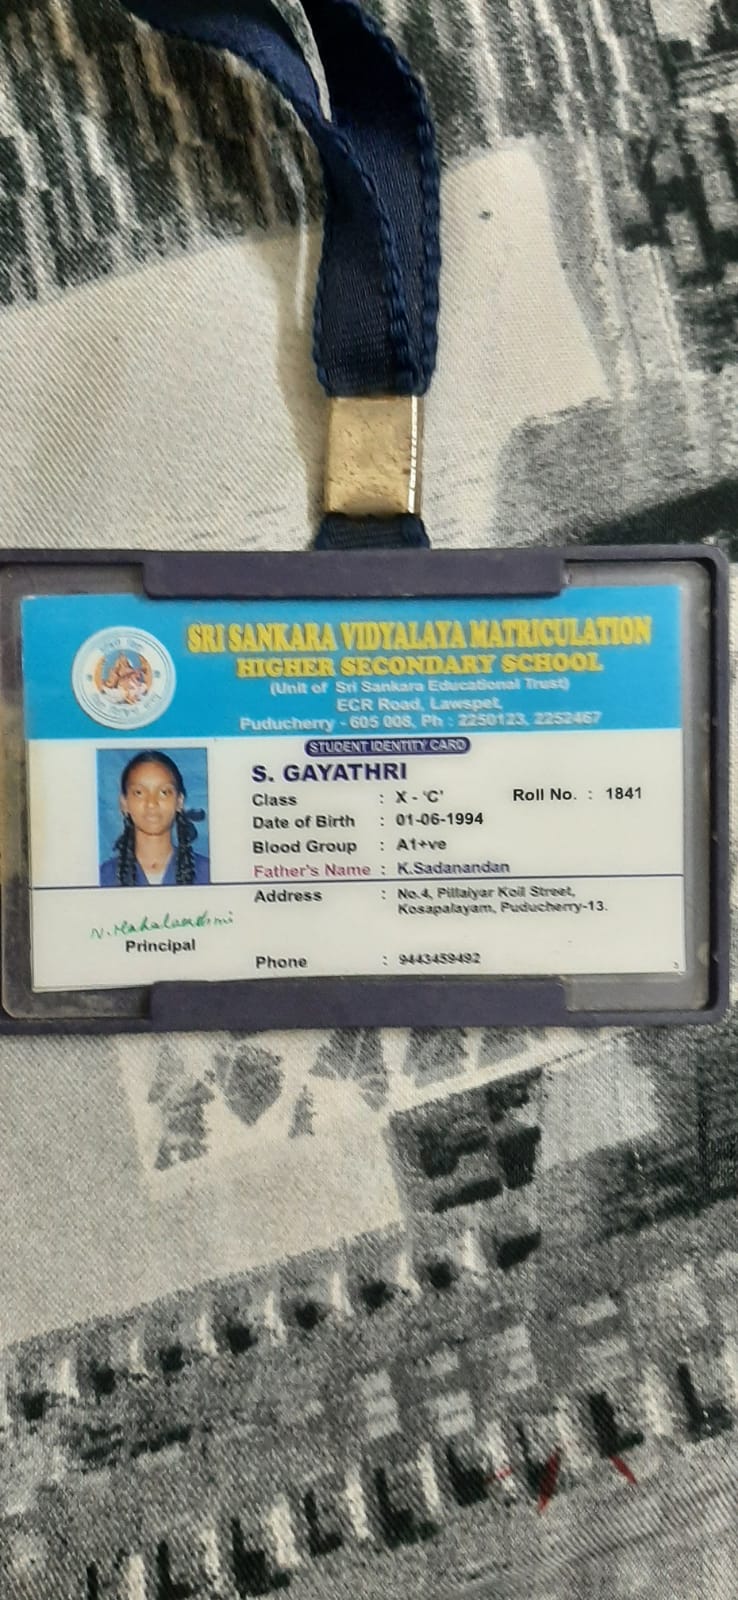 SRI SANKARA VIDYALAYA MATRICULATION
HIGHER SECONDARY SCHOOL
(Unit of Sri Sankara Educational Trust)
ECR Road, Lawspet,
Puducherry - 605 008, Ph : 2250123, 2252467
STUDENT IDENTITY CARD
S. GAYATHRI
Class : X - 'C' Roll No. : 1841
Date of Birth : 01-06-1994
Blood Group : A1+ve
Father's Name : K.Sadanandan
Address : No.4, Pillaiyar Koil Street,
Kosapalayam, Puducherry-13.
N. Mahalakshmi
Principal
Phone : 9443459492